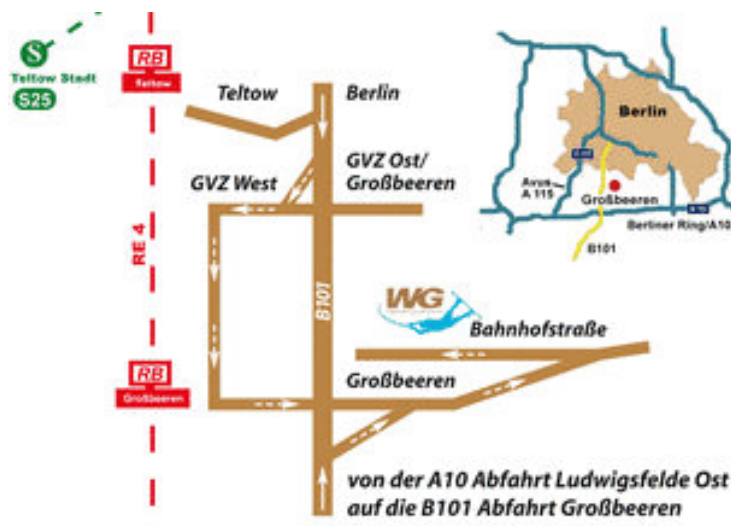 S
Teltow Stadt
S25
RB
Teltow
Teltow
Berlin
GVZ West
GVZ Ost/
Großbeeren
RE 4
B101
WG
Bahnhofstraße
RB
Großbeeren
Großbeeren
von der A10 Abfahrt Ludwigsfelde Ost
auf die B101 Abfahrt Großbeeren
Berlin
Avus
A 115
Großbeeren
Berliner Ring/A10
B101